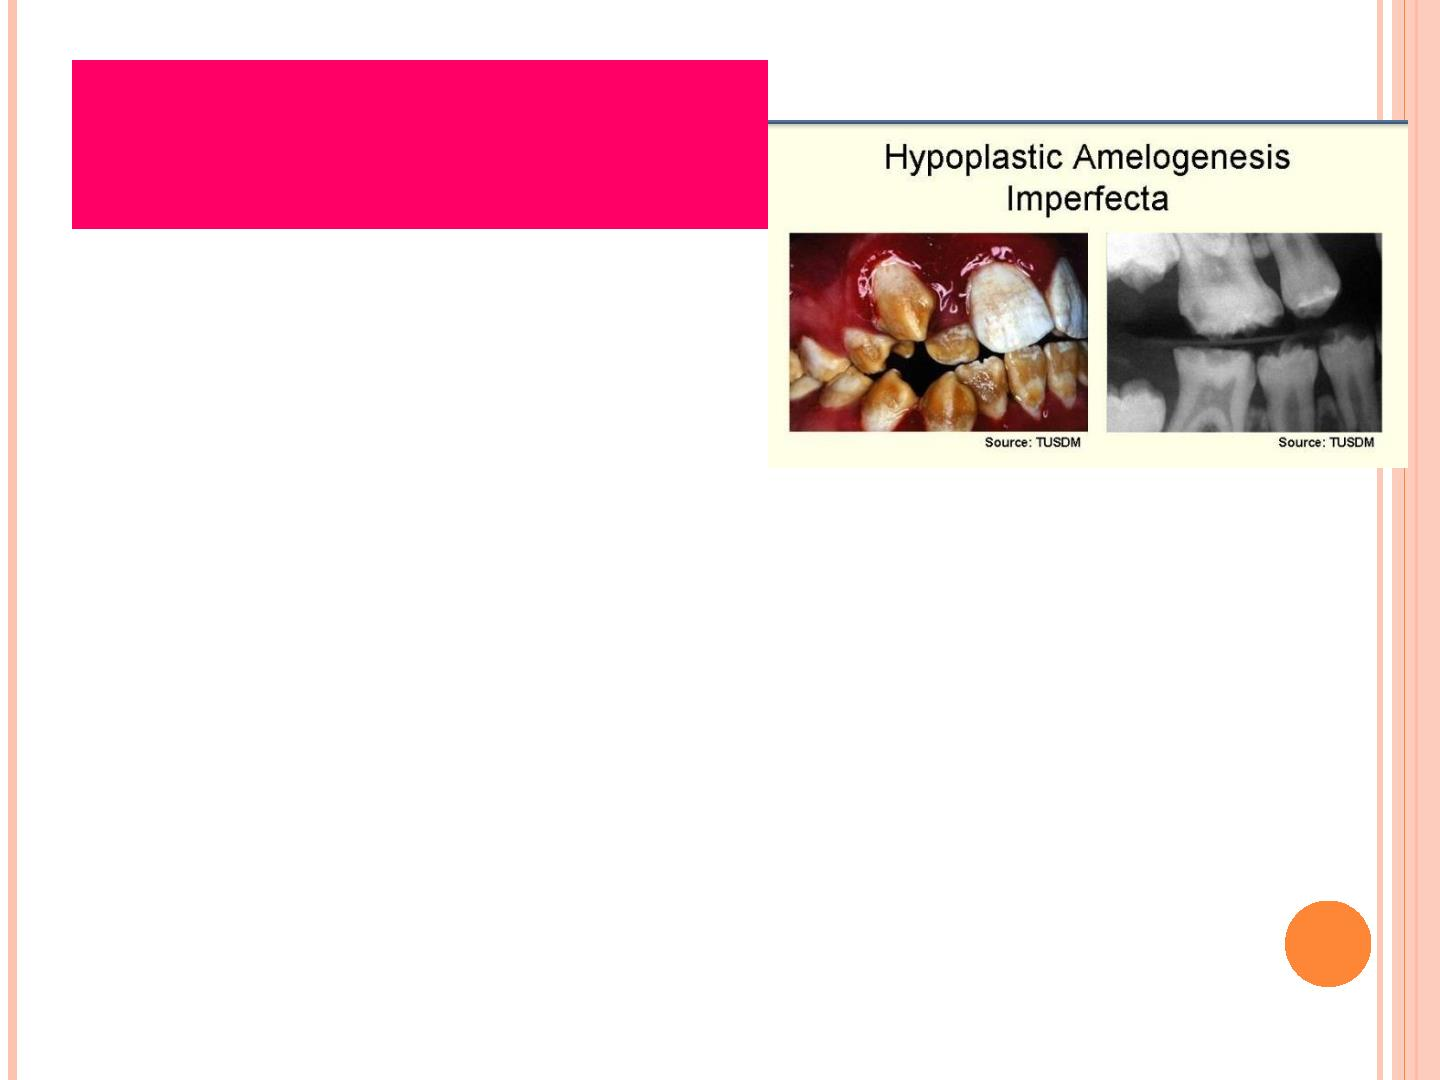 Hypoplastic Amelogenesis
Imperfecta
Source: TUSDM
Source: TUSDM